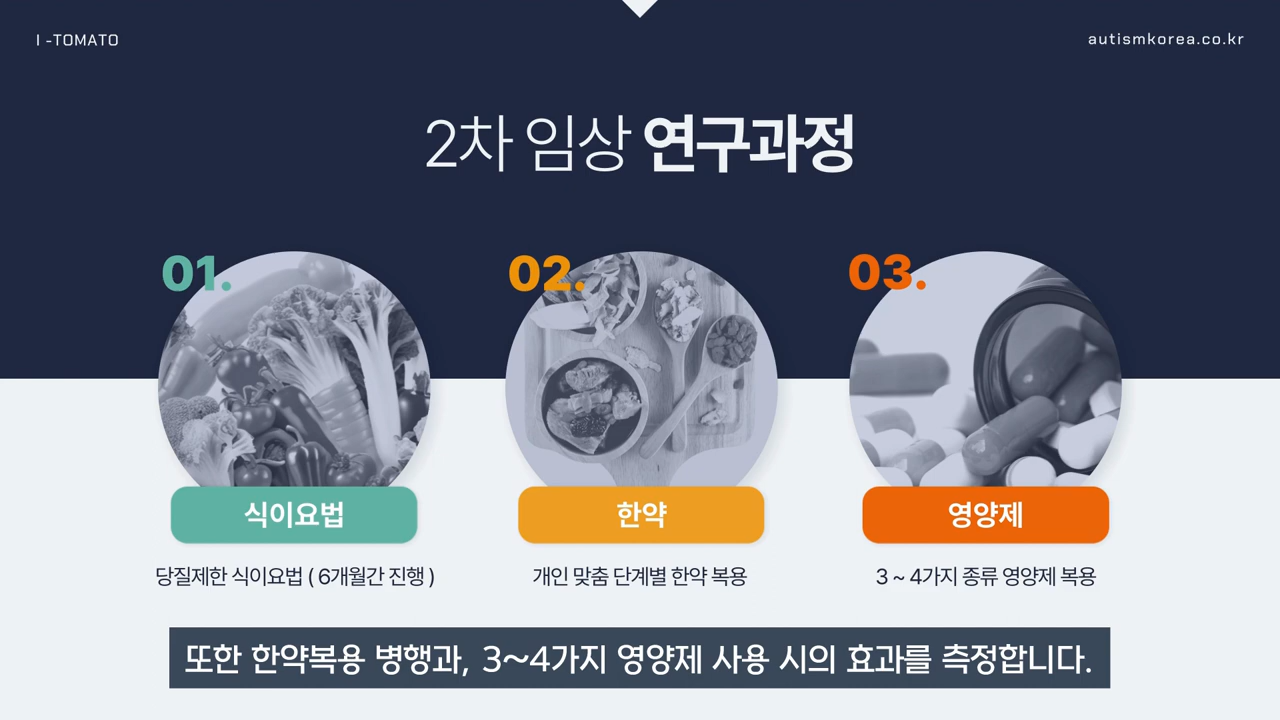 I -TOMATO
autismkorea.co.kr
2차 임상 연구과정
01.
02.
03.
식이요법
한약
영양제
당질제한 식이요법 ( 6개월간 진행 )
개인 맞춤 단계별 한약 복용
3 ~ 4가지 종류 영양제 복용
또한 한약복용 병행과, 3~4가지 영양제 사용 시의 효과를 측정합니다.